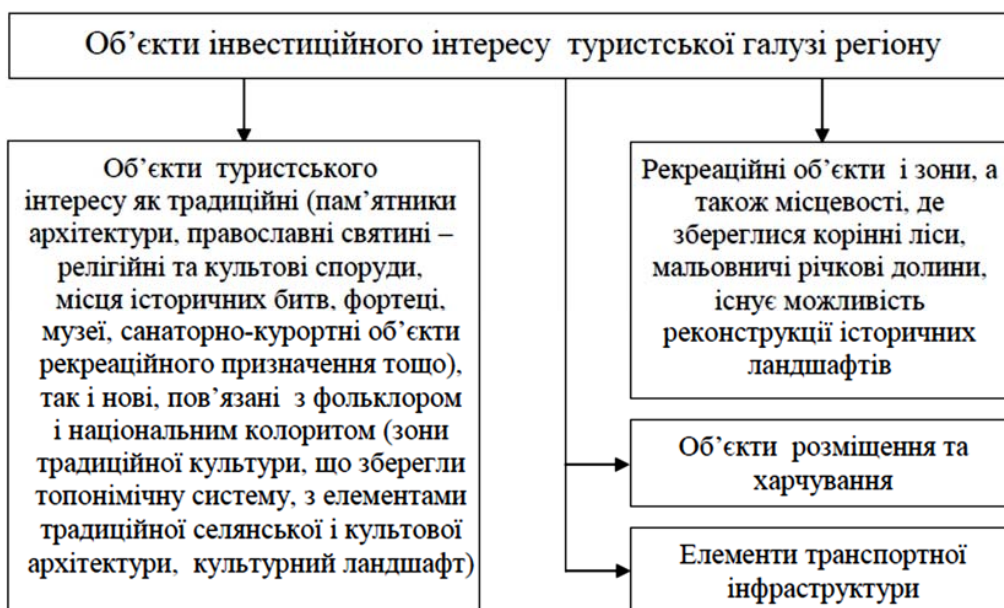 Об’єкти інвестиційного інтересу туристської галузі регіону
Об’єкти туристського
інтересу як традиційні (пам’ятники
архітектури, православні святині –
релігійні та культові споруди,
місця історичних битв, фортеці,
музеї, санаторно-курортні об’єкти
рекреаційного призначення тощо),
так і нові, пов’язані з фольклором
і національним колоритом (зони
традиційної культури, що зберегли
топонімічну систему, з елементами
традиційної селянської і культової
архітектури, культурний ландшафт)
Рекреаційні об’єкти і зони, а
також місцевості, де
збереглися корінні ліси,
мальовничі річкові долини,
існує можливість
реконструкції історичних
ландшафтів
Об’єкти розміщення та
харчування
Елементи транспортної
інфраструктури